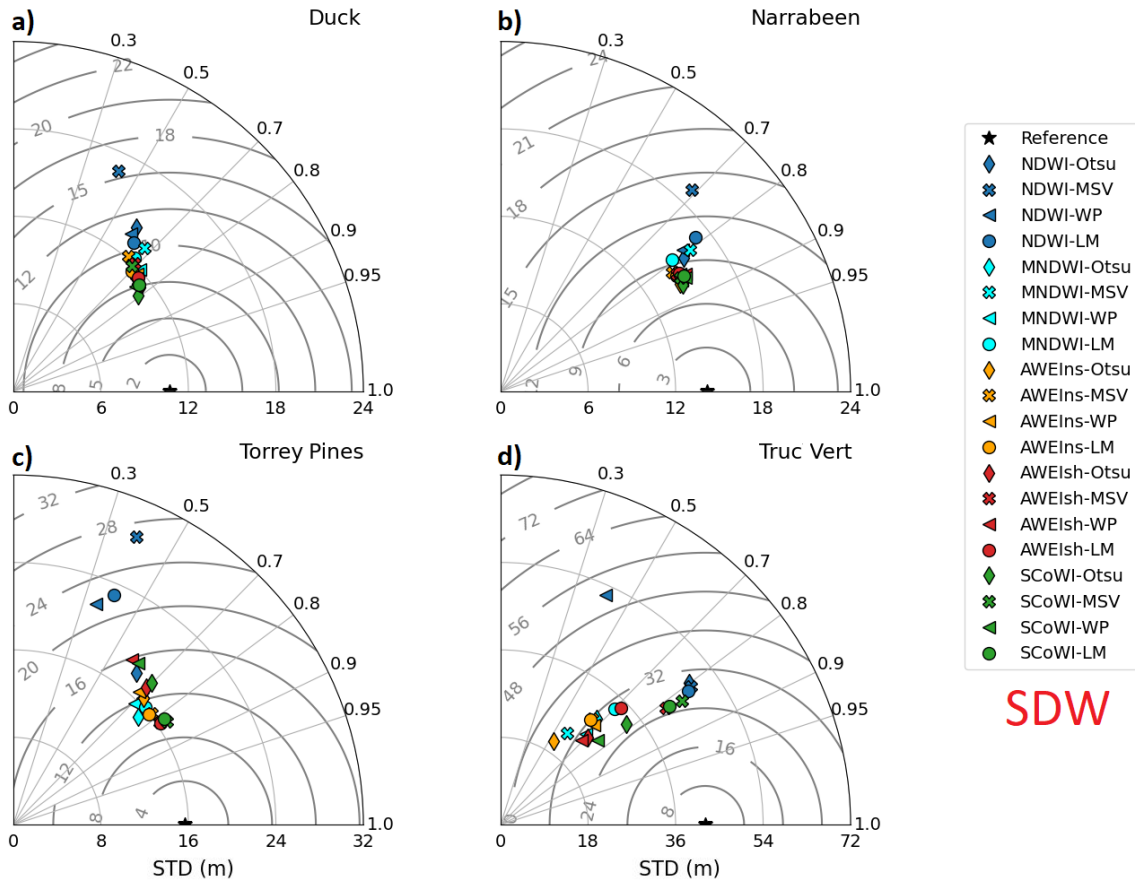 a) Duck
0.3
0.5
0.7
0.8
0.9
0.95
1.0
22
20
18
15
12
10
8
5
2
0
6
12
18
24
b) Narrabeen
0.3
0.5
0.7
0.8
0.9
0.95
1.0
24
21
18
15
2
9
6
3
0
6
12
18
24
c) Torrey Pines
0.3
0.5
0.7
0.8
0.9
0.95
1.0
32
28
24
20
16
12
8
4
0
8
16
24
32
STD (m)
d) Truc Vert
0.3
0.5
0.7
0.8
0.9
0.95
1.0
72
64
56
48
32
16
0
24
8
0
18
36
54
72
STD (m)
Reference
NDWI-Otsu
NDWI-MSV
NDWI-WP
NDWI-LM
MNDWI-Otsu
MNDWI-MSV
MNDWI-WP
MNDWI-LM
AWEIns-Otsu
AWEIns-MSV
AWEIns-WP
AWEIns-LM
AWEIsh-Otsu
AWEIsh-MSV
AWEIsh-WP
AWEIsh-LM
SCoWI-Otsu
SCoWI-MSV
SCoWI-WP
SCoWI-LM
SDW